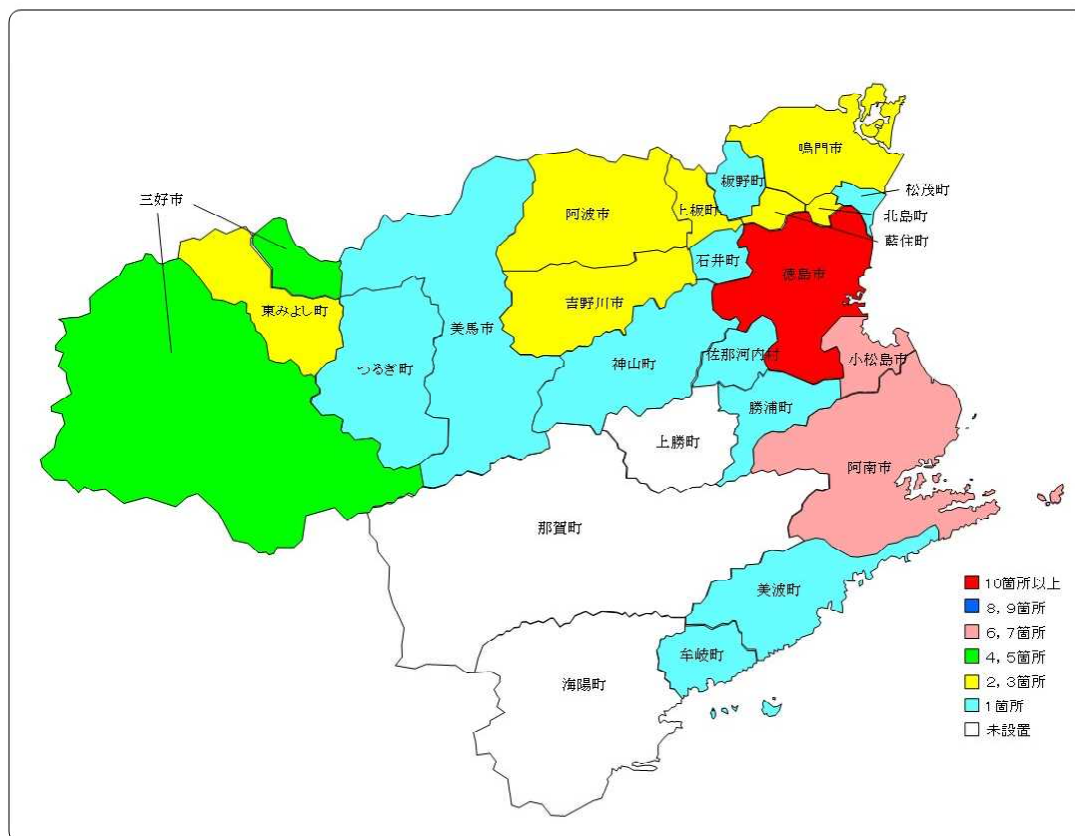 鳴門市
板野町
松茂町
三好市
上板町
阿波市
北島町
藍住町
石井町
徳島市
吉野川市
東みよし町
美馬市
佐那河内村
小松島市
神山町
つるぎ町
勝浦町
上勝町
阿南市
那賀町
美波町
牟岐町
海陽町
10箇所以上
8,9箇所
6,7箇所
4,5箇所
2,3箇所
1箇所
未設置